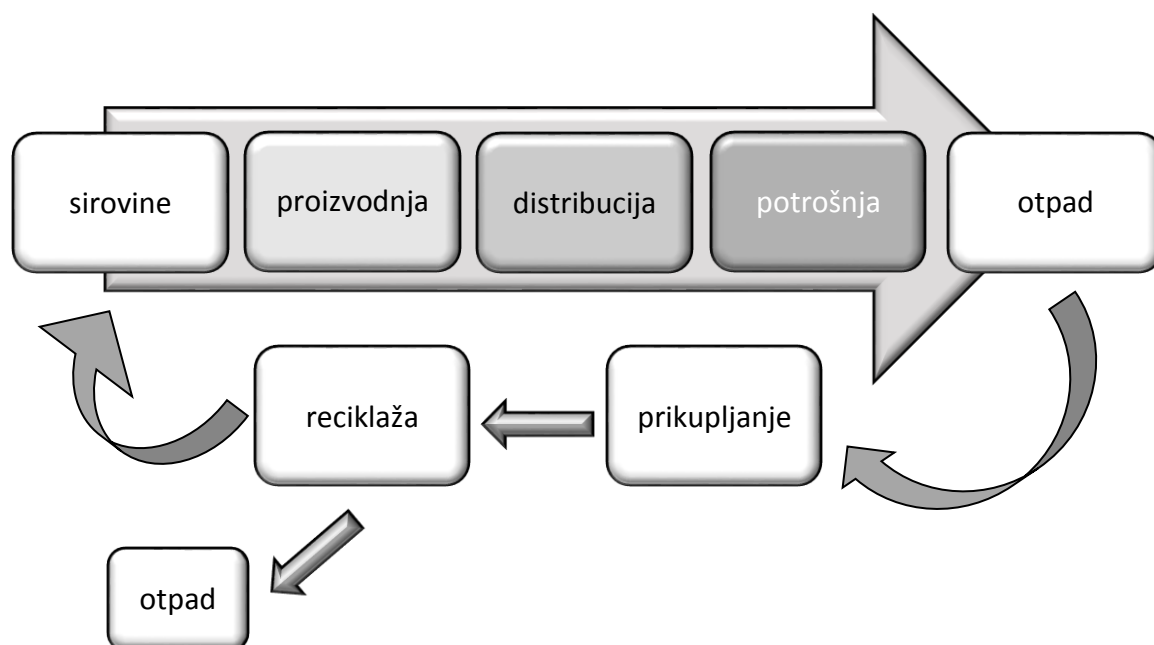 sirovine
proizvodnja
distribucija
potrošnja
otpad
reciklaža
prikupljanje
otpad